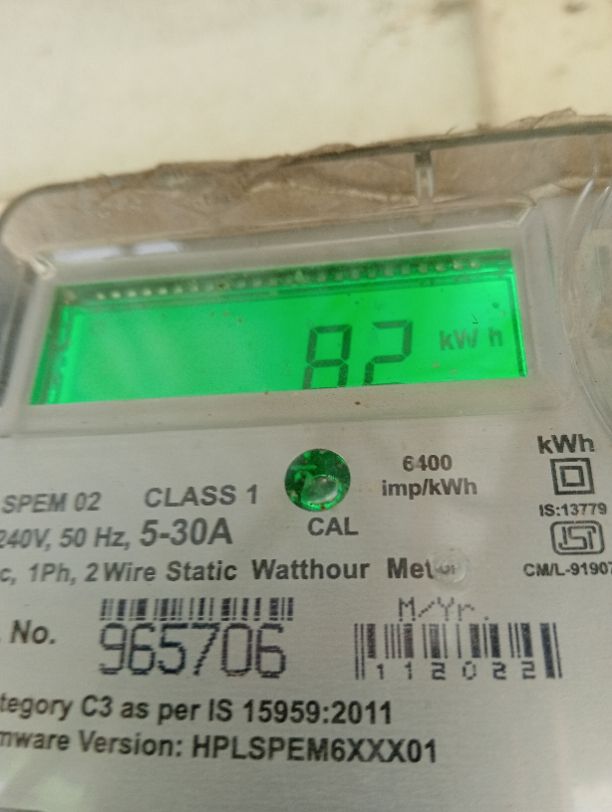 82 kWh
kWh
6400
imp/kWh
SPEM 02 CLASS 1
IS:13779
240V, 50 Hz, 5-30A
CAL
ISI
1Ph, 2 Wire Static Watthour
CM/L-91907
M/Yr.
No. 965706
112022
tegory C3 as per IS 15959:2011
mware Version: HPLSPEM6XXX01